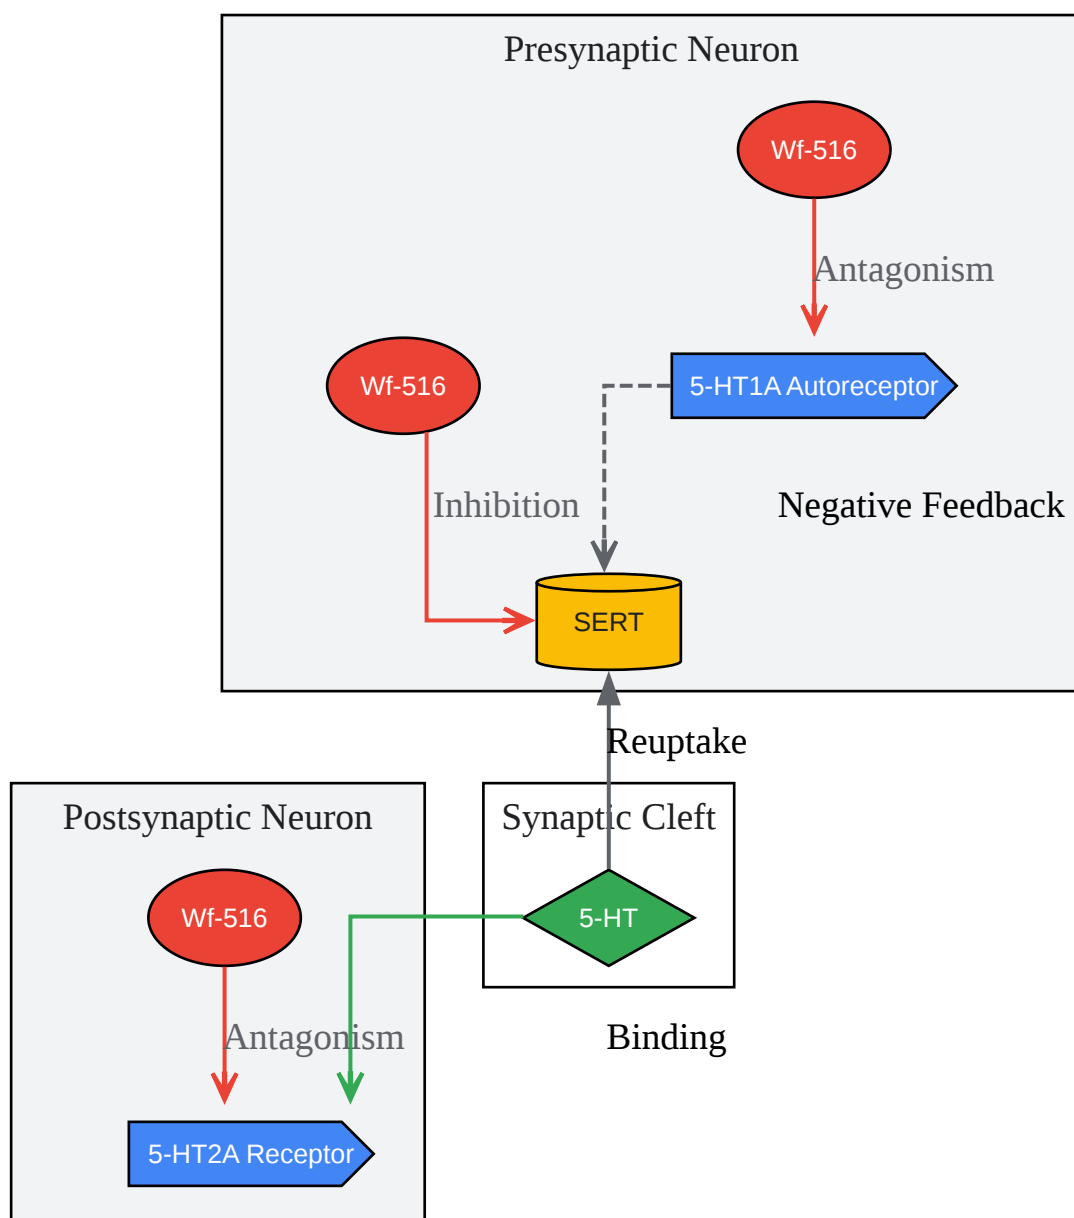 Presynaptic Neuron
Wf-516
Antagonism
Wf-516
5-HT1A Autoreceptor
Inhibition
Negative Feedback
SERT
Reuptake
Postsynaptic Neuron
Synaptic Cleft
Wf-516
5-HT
Antagonism
Binding
5-HT2A Receptor